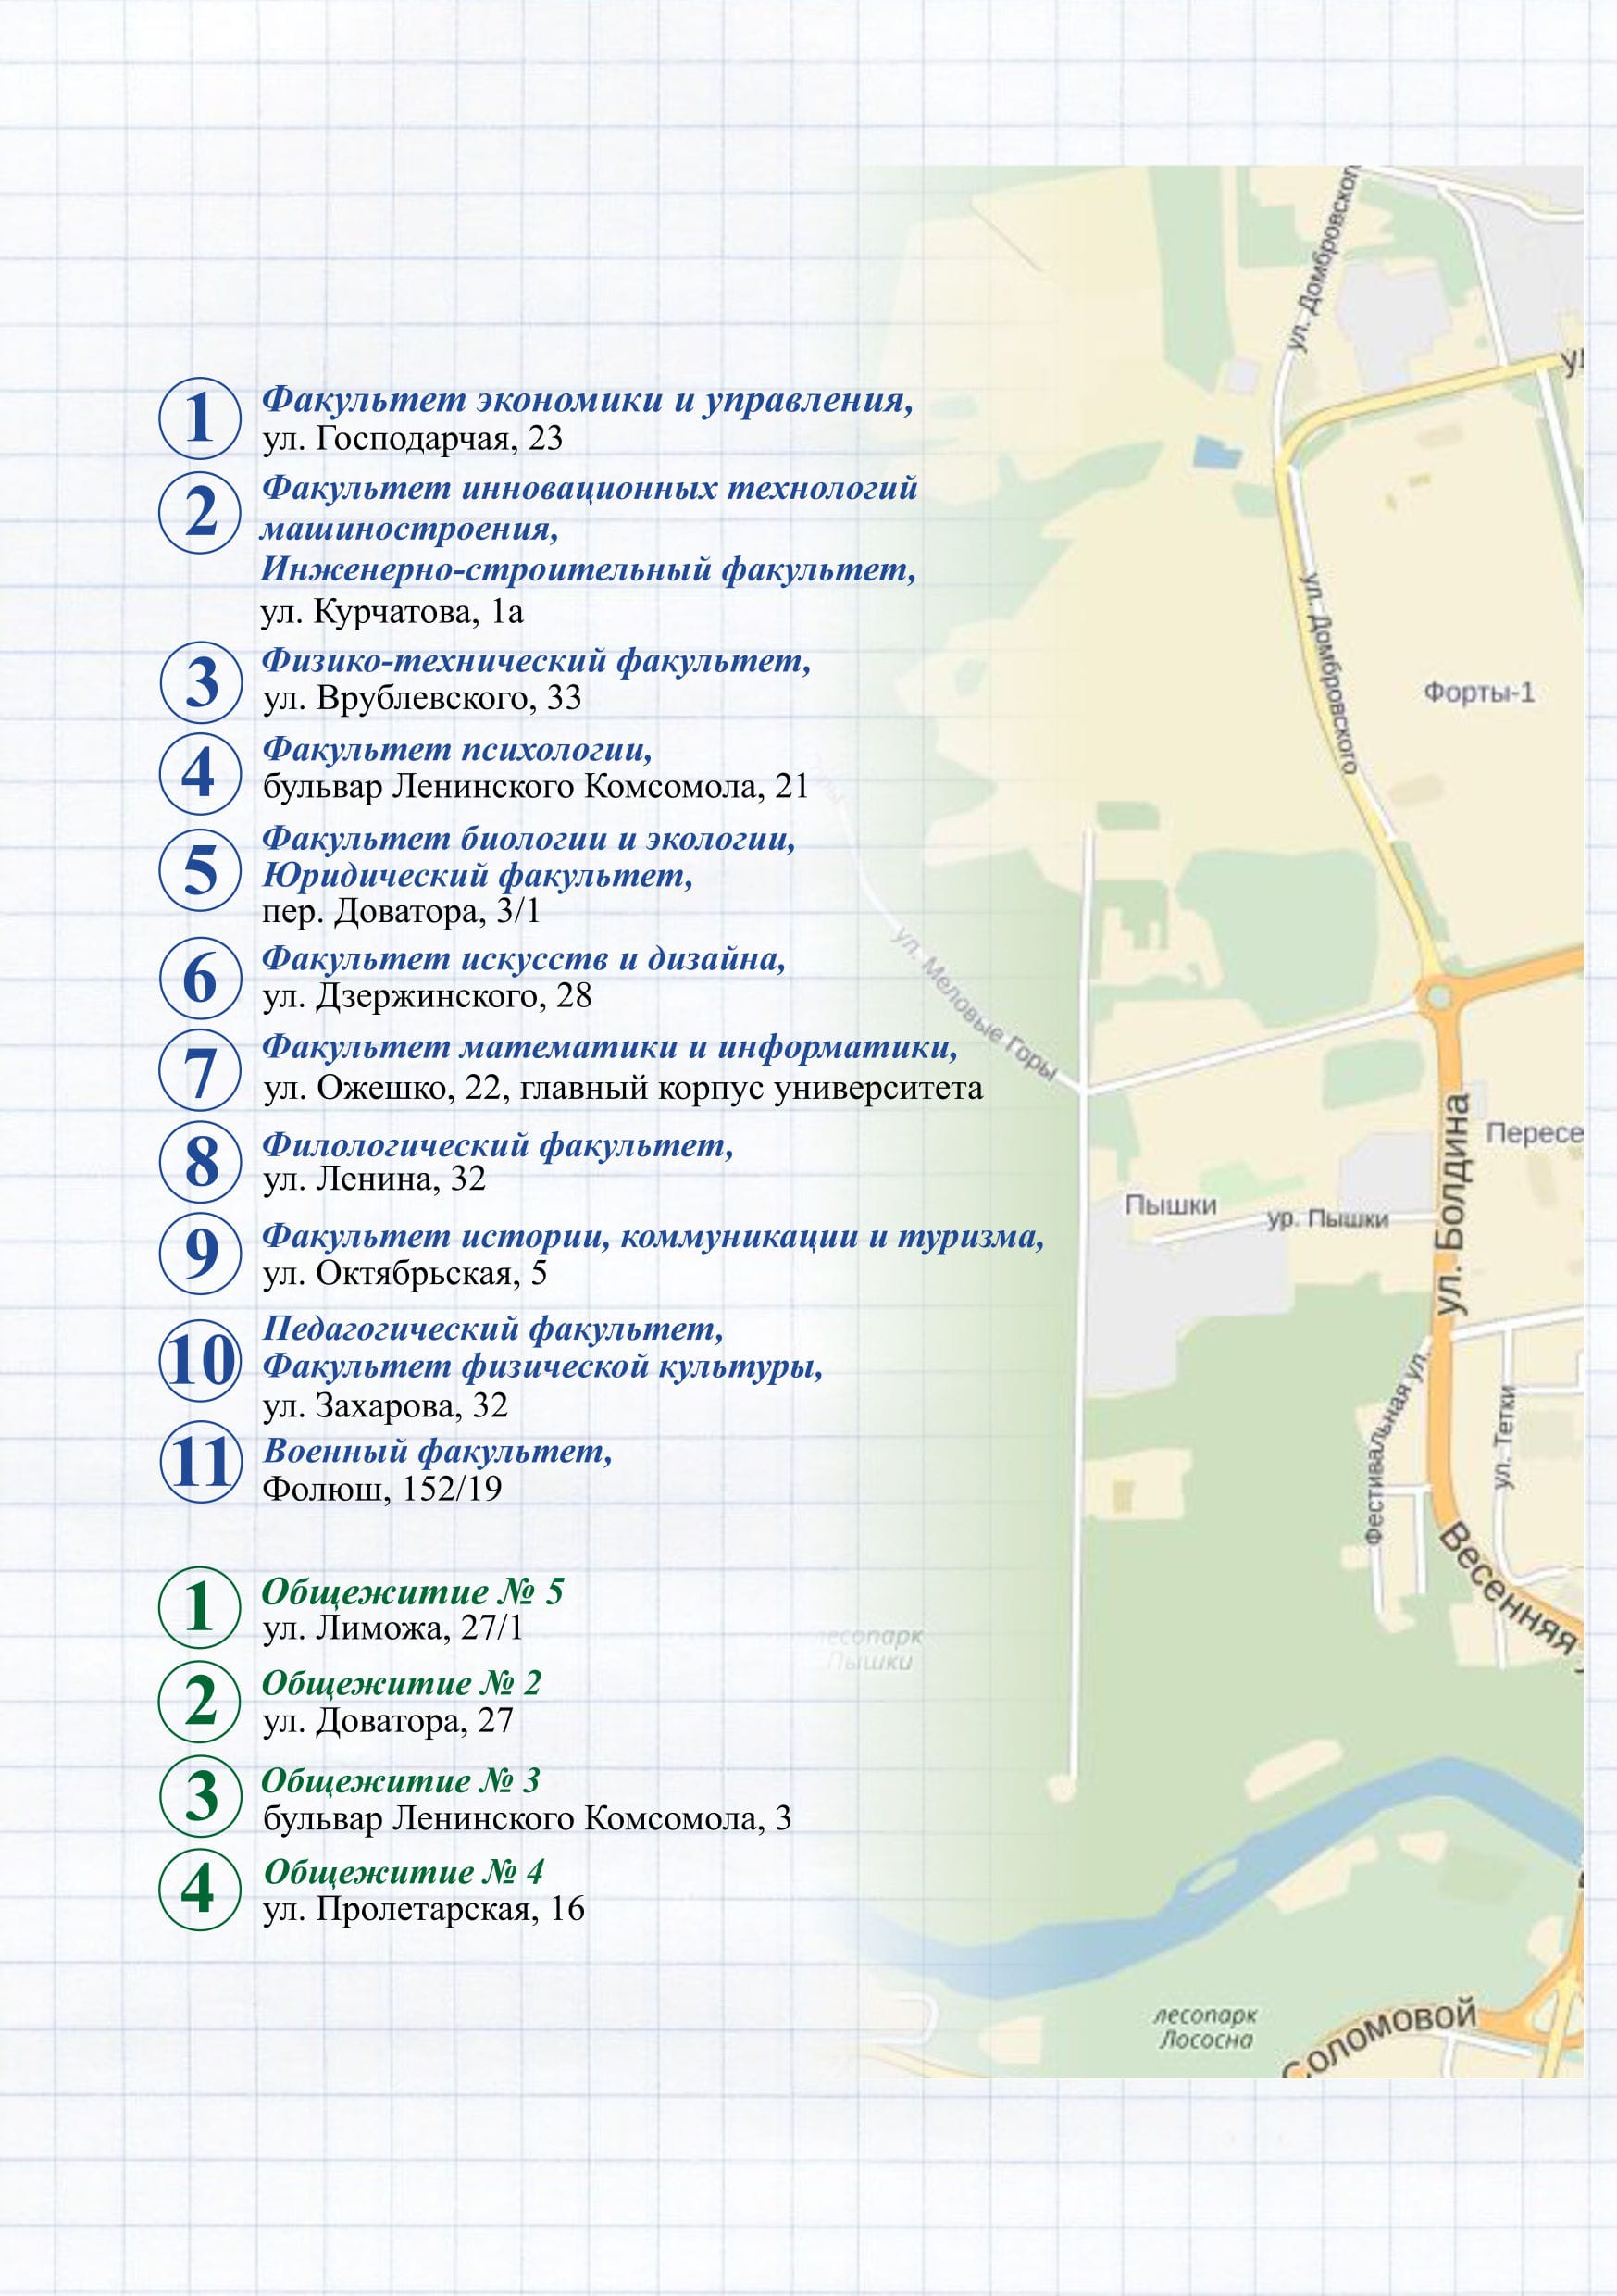 1
Факультет экономики и управления,
ул. Господарчая, 23
2
Факультет инновационных технологий
машиностроения,
Инженерно-строительный факультет,
ул. Курчатова, 1а
3
Физико-технический факультет,
ул. Врублевского, 33
4
Факультет психологии,
бульвар Ленинского Комсомола, 21
5
Факультет биологии и экологии,
Юридический факультет,
пер. Доватора, 3/1
6
Факультет искусств и дизайна,
ул. Дзержинского, 28
7
Факультет математики и информатики,
ул. Ожешко, 22, главный корпус университета
8
Филологический факультет,
ул. Ленина, 32
9
Факультет истории, коммуникации и туризма,
ул. Октябрьская, 5
10
Педагогический факультет,
Факультет физической культуры,
ул. Захарова, 32
11
Военный факультет,
Фолюш, 152/19
1
Общежитие № 5
ул. Лиможа, 27/1
2
Общежитие № 2
ул. Доватора, 27
3
Общежитие № 3
бульвар Ленинского Комсомола, 3
4
Общежитие № 4
ул. Пролетарская, 16
ул. Домбровског
ул. Домбровского
Форты-1
ул. Меловые Горы
ул. Болдина
Пересе
Пышки
ур. Пышки
Фестивальная ул.
ул. Тетки
Весенняя
лесопарк
Пышки
лесопарк
Лососна
Соломовой